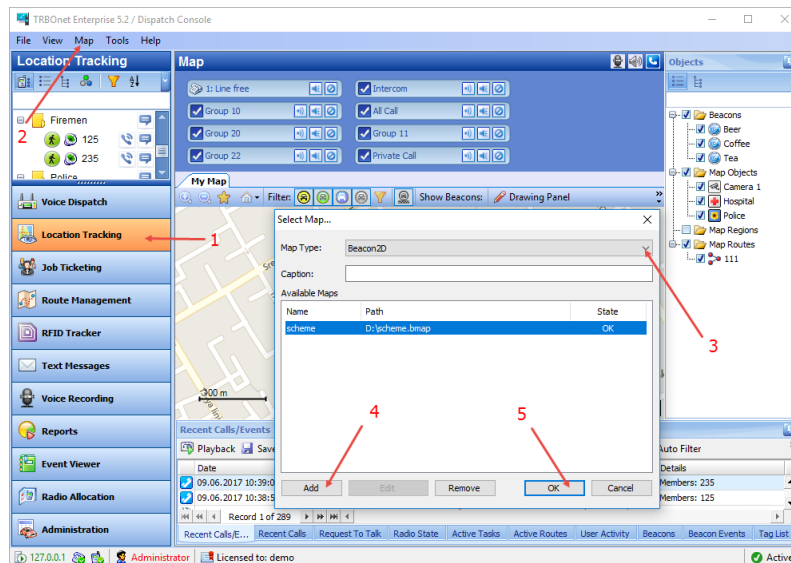 TRBOnet Enterprise 5.2 / Dispatch Console
File View Map Tools Help
Location Tracking
Map
Objects
1: Line free
Intercom
Group 10
All Call
Group 20
Group 11
Group 22
Private Call
Firemen
2
125
235
Police
My Map
Filter:
Show Beacons:
Drawing Panel
»
Beacons
Beer
Coffee
Tea
Map Objects
Camera 1
Hospital
Police
Map Regions
Map Routes
111
Voice Dispatch
Location Tracking
1
Job Ticketing
Route Management
RFID Tracker
Text Messages
Voice Recording
Reports
Event Viewer
Radio Allocation
Administration
Select Map...
Map Type:
Beacon2D
Caption:
Available Maps
Name Path State
scheme D:\scheme.bmap OK
3
4
5
Add Edit Remove OK Cancel
300 m
Recent Calls/Events
Playback Save
Auto Filter
Date
Details
09.06.2017 10:39:0
Members: 235
09.06.2017 10:38:5
Members: 125
Record 1 of 289
Recent Calls/E... Recent Calls Request To Talk Radio State Active Tasks Active Routes User Activity Beacons Beacon Events Tag List
127.0.0.1 Administrator Licensed to: demo
Active